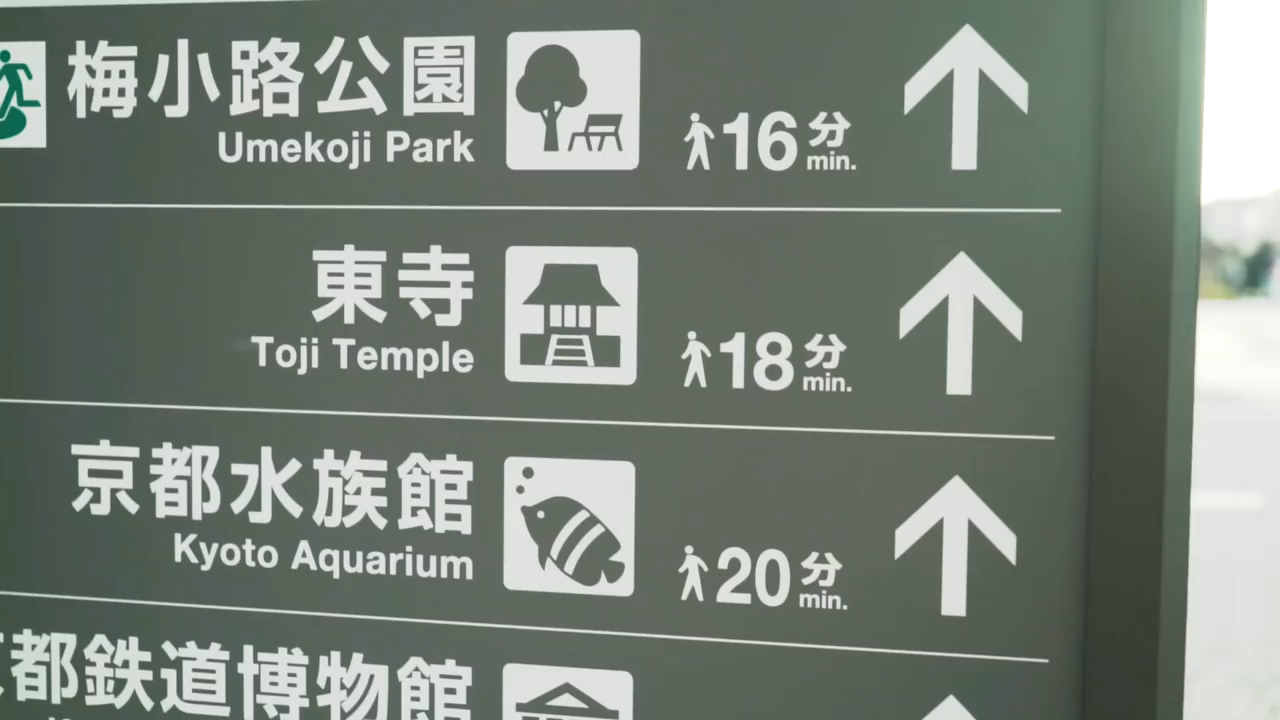 梅小路公園
Umekoji Park
16分
min.
東寺
Toji Temple
18分
min.
京都水族館
Kyoto Aquarium
20分
min.
都鉄道博物館